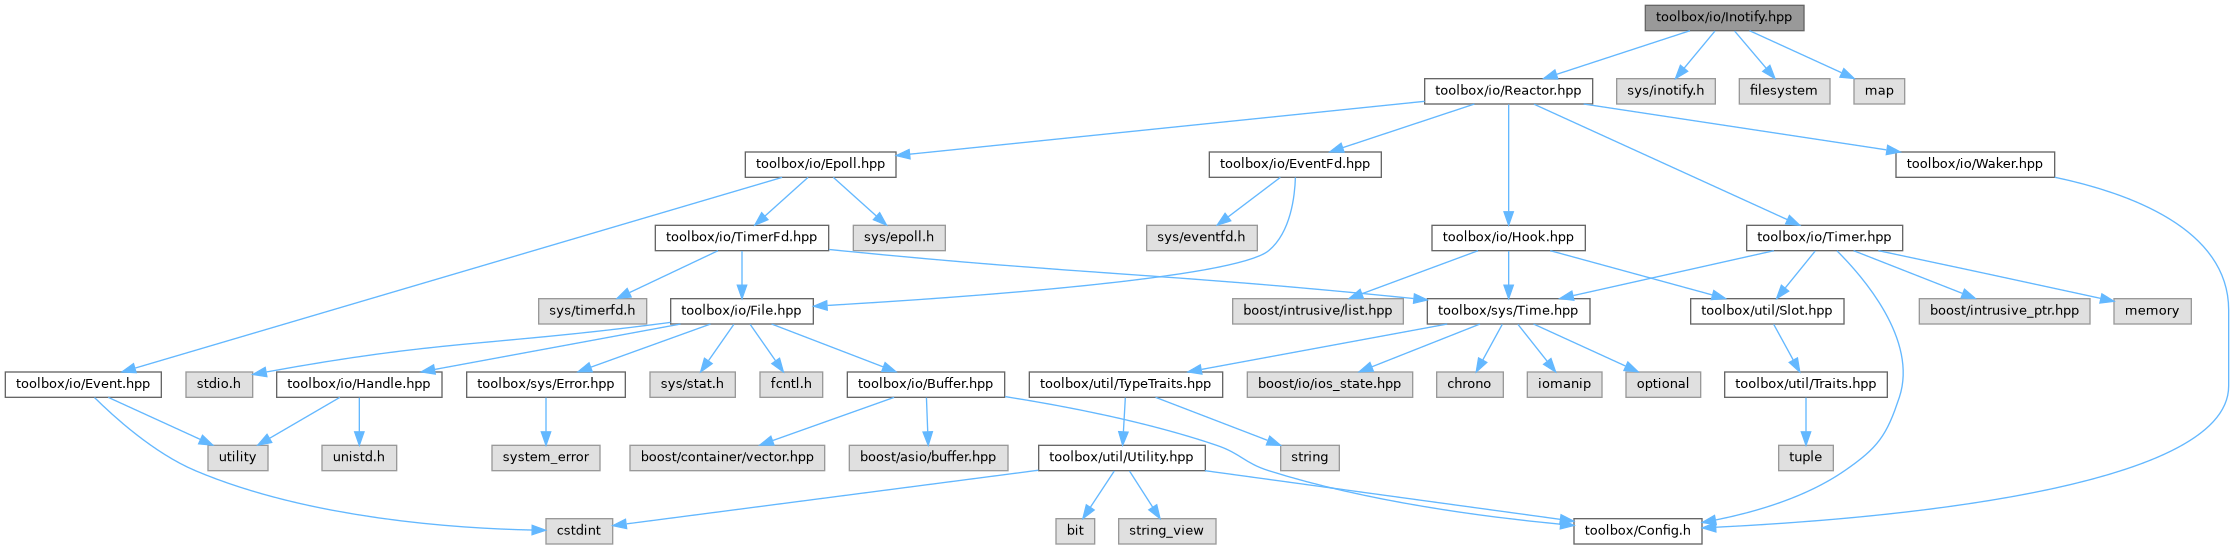 toolbox/io/Inotify.hpp
toolbox/io/Reactor.hpp
sys/inotify.h
filesystem
map
toolbox/io/Epoll.hpp
toolbox/io/EventFd.hpp
toolbox/io/Waker.hpp
toolbox/io/TimerFd.hpp
sys/epoll.h
sys/eventfd.h
toolbox/io/Hook.hpp
toolbox/io/Timer.hpp
sys/timerfd.h
toolbox/io/File.hpp
boost/intrusive/list.hpp
toolbox/sys/Time.hpp
toolbox/util/Slot.hpp
boost/intrusive_ptr.hpp
memory
toolbox/io/Event.hpp
stdio.h
toolbox/io/Handle.hpp
toolbox/sys/Error.hpp
sys/stat.h
fcntl.h
toolbox/io/Buffer.hpp
toolbox/util/TypeTraits.hpp
boost/io/ios_state.hpp
chrono
iomanip
optional
toolbox/util/Traits.hpp
utility
unistd.h
system_error
boost/container/vector.hpp
boost/asio/buffer.hpp
toolbox/util/Utility.hpp
string
tuple
cstdint
bit
string_view
toolbox/Config.h